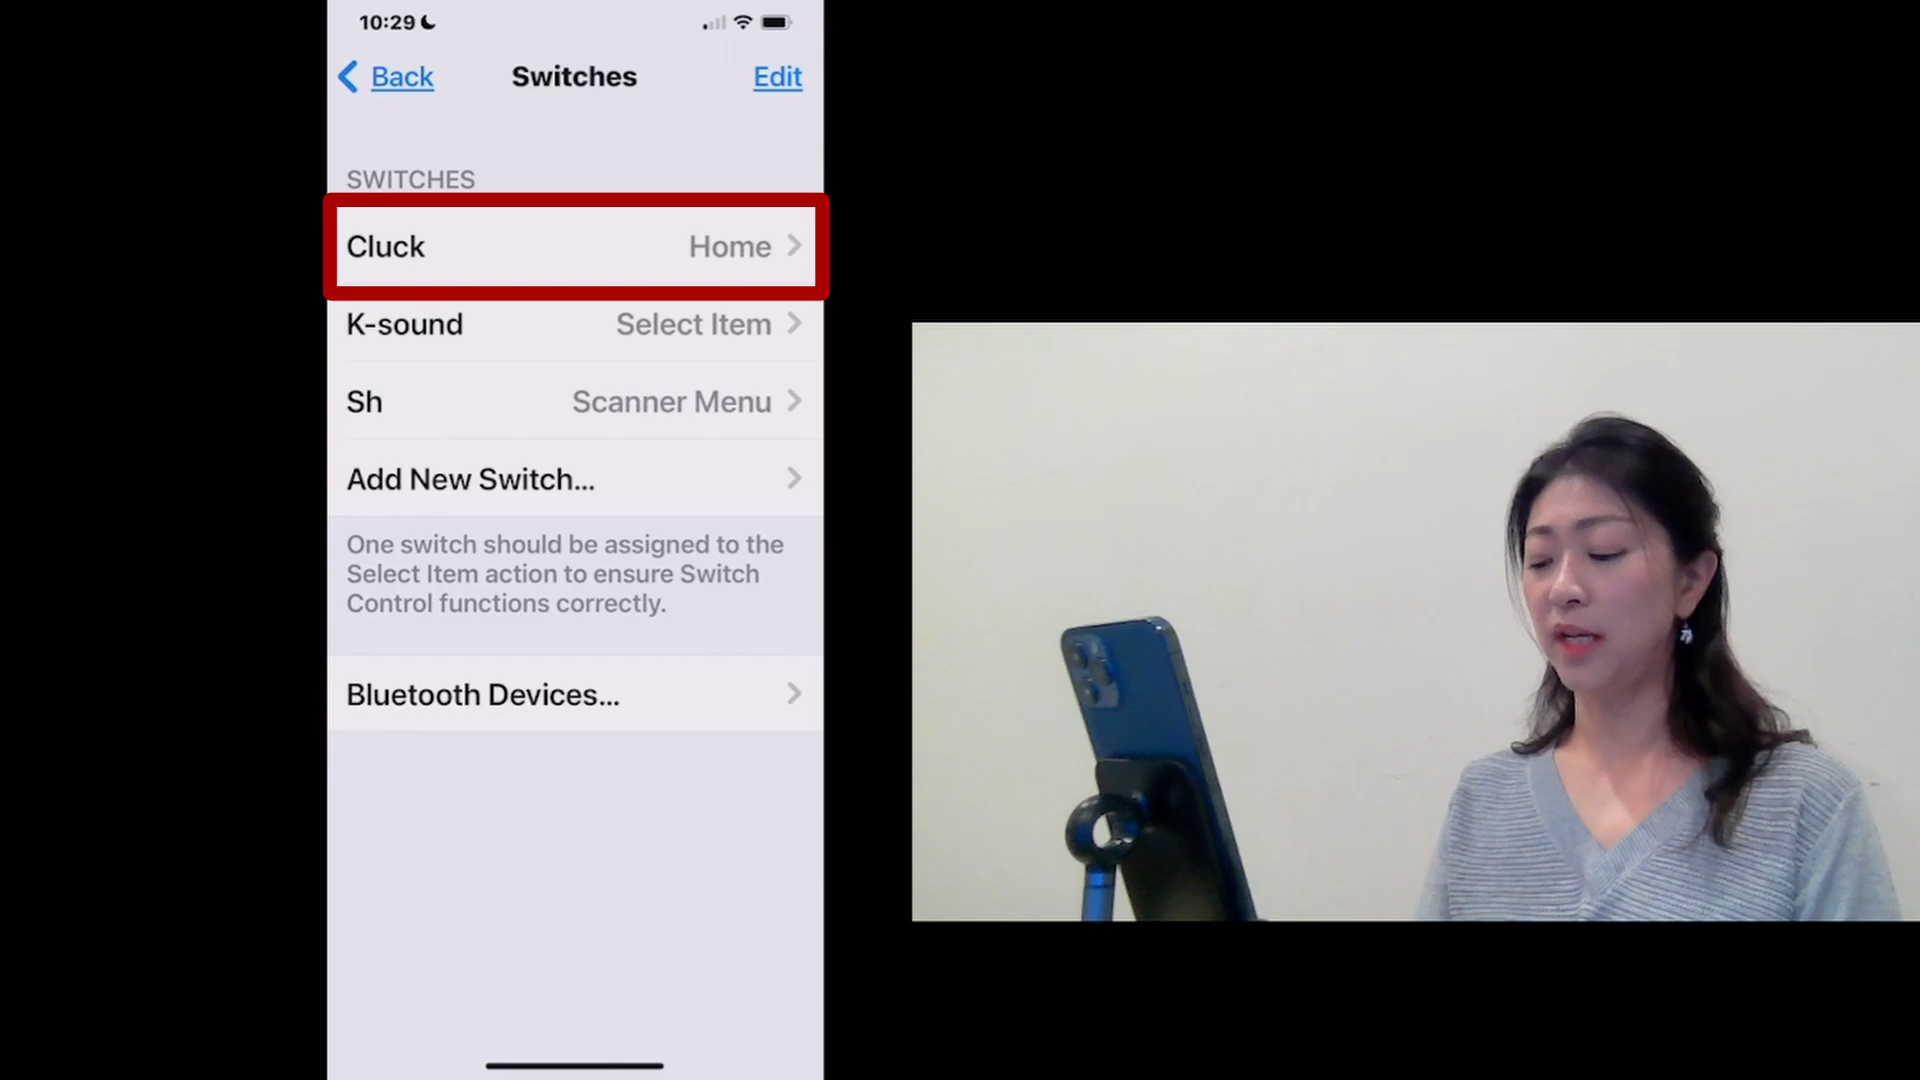 10:29
Back
Switches
Edit
SWITCHES
Cluck
Home
K-sound
Select Item
Sh
Scanner Menu
Add New Switch...
One switch should be assigned to the
Select Item action to ensure Switch
Control functions correctly.
Bluetooth Devices...